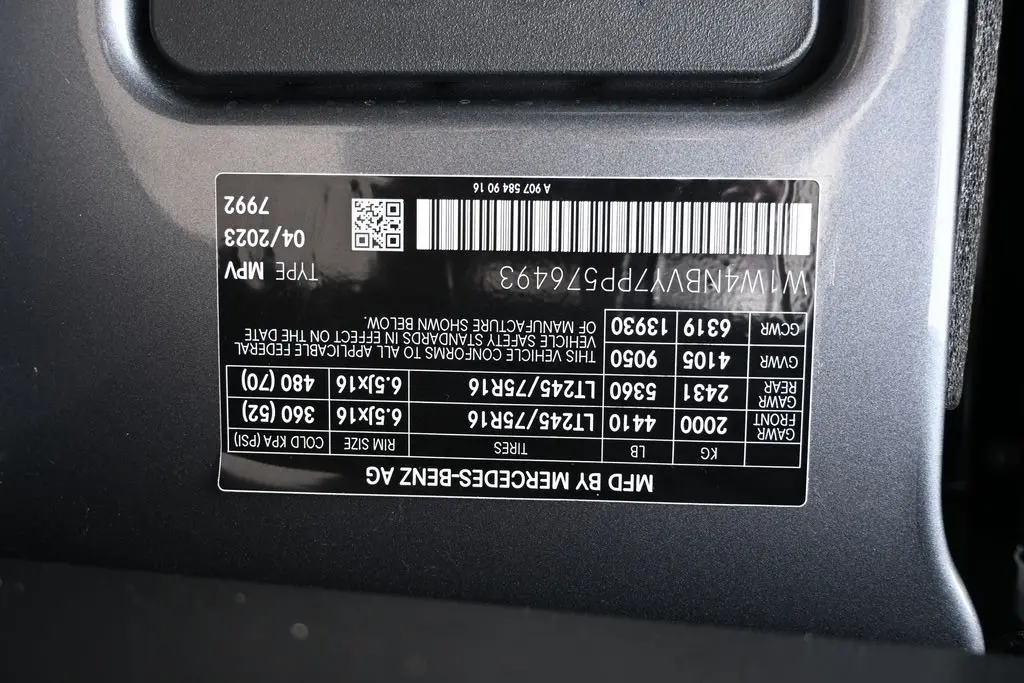 MFD BY MERCEDES-BENZ AG
KG LB TIRES RIM SIZE COLD KPA (PSI)
GAWR FRONT 2000 4410 LT245/75R16 6.5Jx16 360 (52)
GAWR REAR 2431 5360 LT245/75R16 6.5Jx16 480 (70)
GVWR 4105 9050
GCWR 6319 13930
THIS VEHICLE CONFORMS TO ALL APPLICABLE FEDERAL
VEHICLE SAFETY STANDARDS IN EFFECT ON THE DATE
OF MANUFACTURE SHOWN BELOW.
W1W4NBVY7PP576493 TYPE MPV
04/2023
7992
A 907 584 90 16